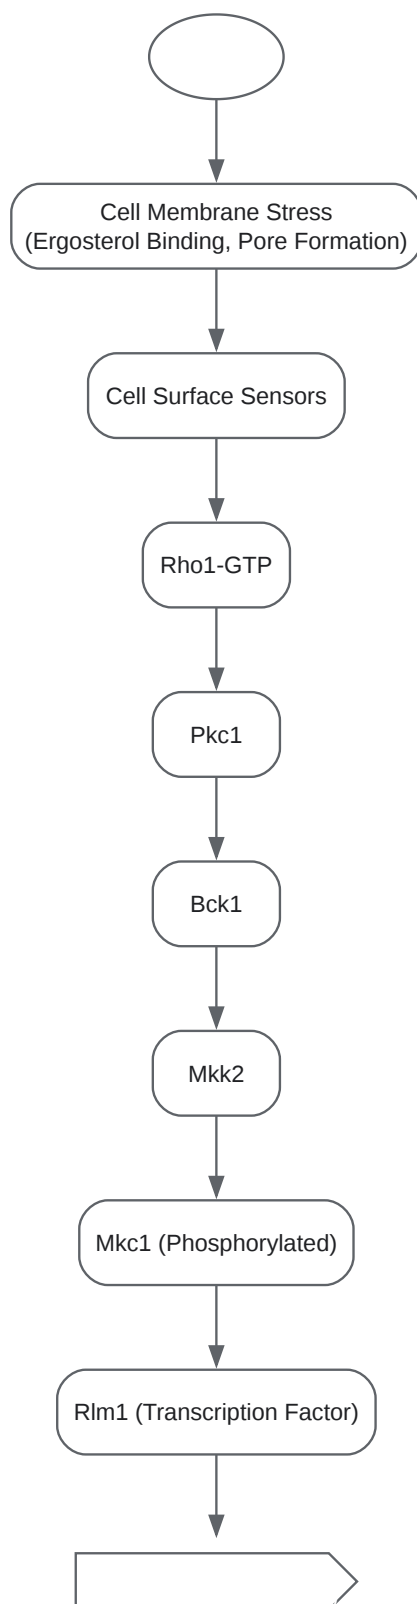 Cell Membrane Stress
(Ergosterol Binding, Pore Formation)
Cell Surface Sensors
Rho1-GTP
Pkc1
Bck1
Mkk2
Mkc1 (Phosphorylated)
Rlm1 (Transcription Factor)